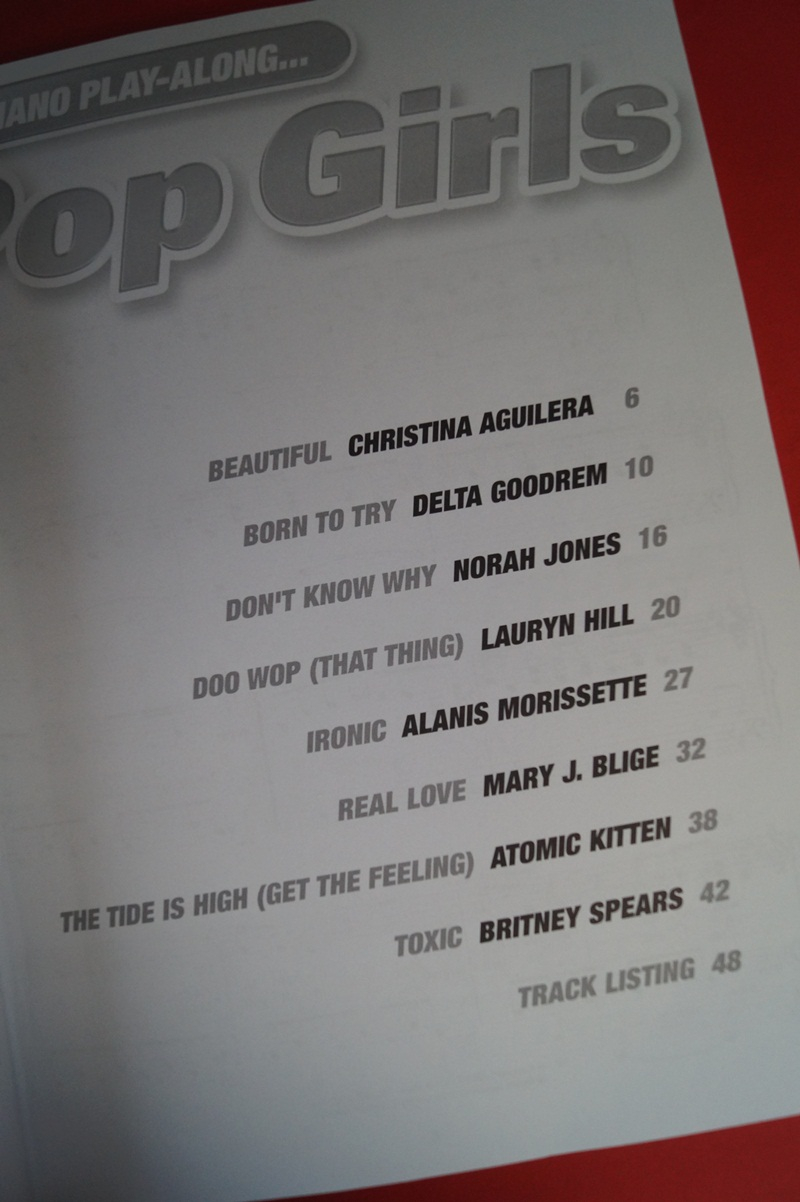 IANO PLAY-ALONG...
Pop Girls
BEAUTIFUL CHRISTINA AGUILERA 6
BORN TO TRY DELTA GOODREM 10
DON'T KNOW WHY NORAH JONES 16
DOO WOP (THAT THING) LAURYN HILL 20
IRONIC ALANIS MORISSETTE 27
REAL LOVE MARY J. BLIGE 32
THE TIDE IS HIGH (GET THE FEELING) ATOMIC KITTEN 38
TOXIC BRITNEY SPEARS 42
TRACK LISTING 48